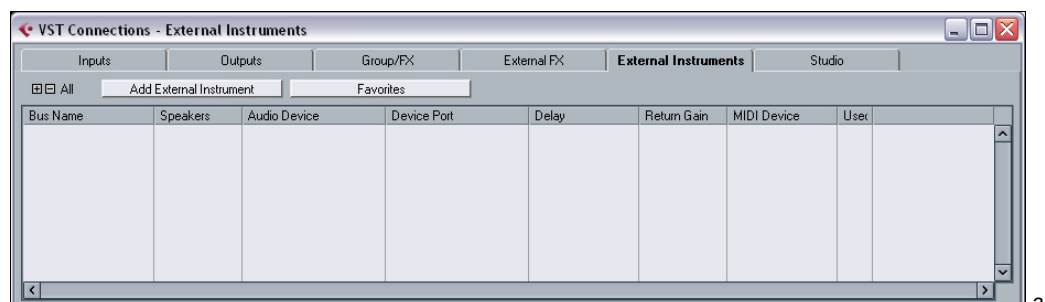 VST Connections - External Instruments
Inputs Outputs Group/FX External FX External Instruments Studio
All Add External Instrument Favorites
Bus Name Speakers Audio Device Device Port Delay Return Gain MIDI Device Used